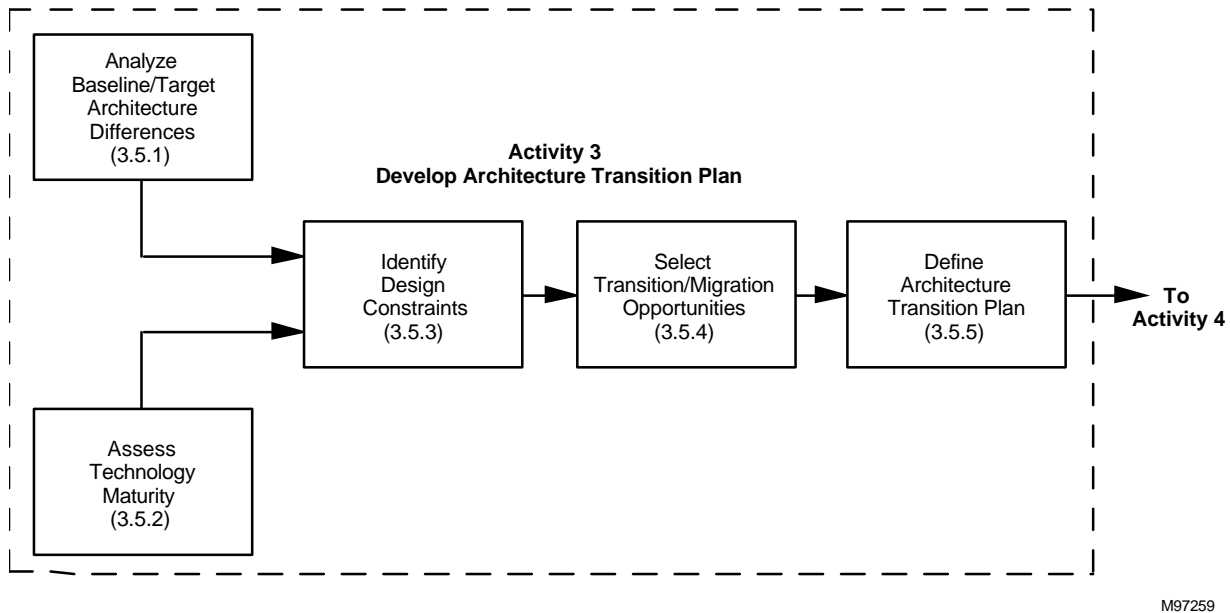 Analyze
Baseline/Target
Architecture
Differences
(3.5.1)
Activity 3
Develop Architecture Transition Plan
Identify
Design
Constraints
(3.5.3)
Select
Transition/Migration
Opportunities
(3.5.4)
Define
Architecture
Transition Plan
(3.5.5)
To
Activity 4
Assess
Technology
Maturity
(3.5.2)
M97259